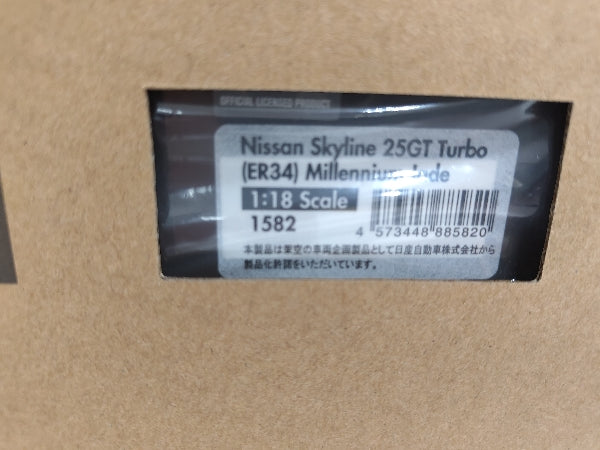 OFFICIAL LICENSED PRODUCT
Nissan Skyline 25GT Turbo
(ER34) Millennium Jade
1:18 Scale
1582
4 573448 885820
本製品は架空の車両企画製品として日産自動車株式会社から
製品化許諾をいただいています。